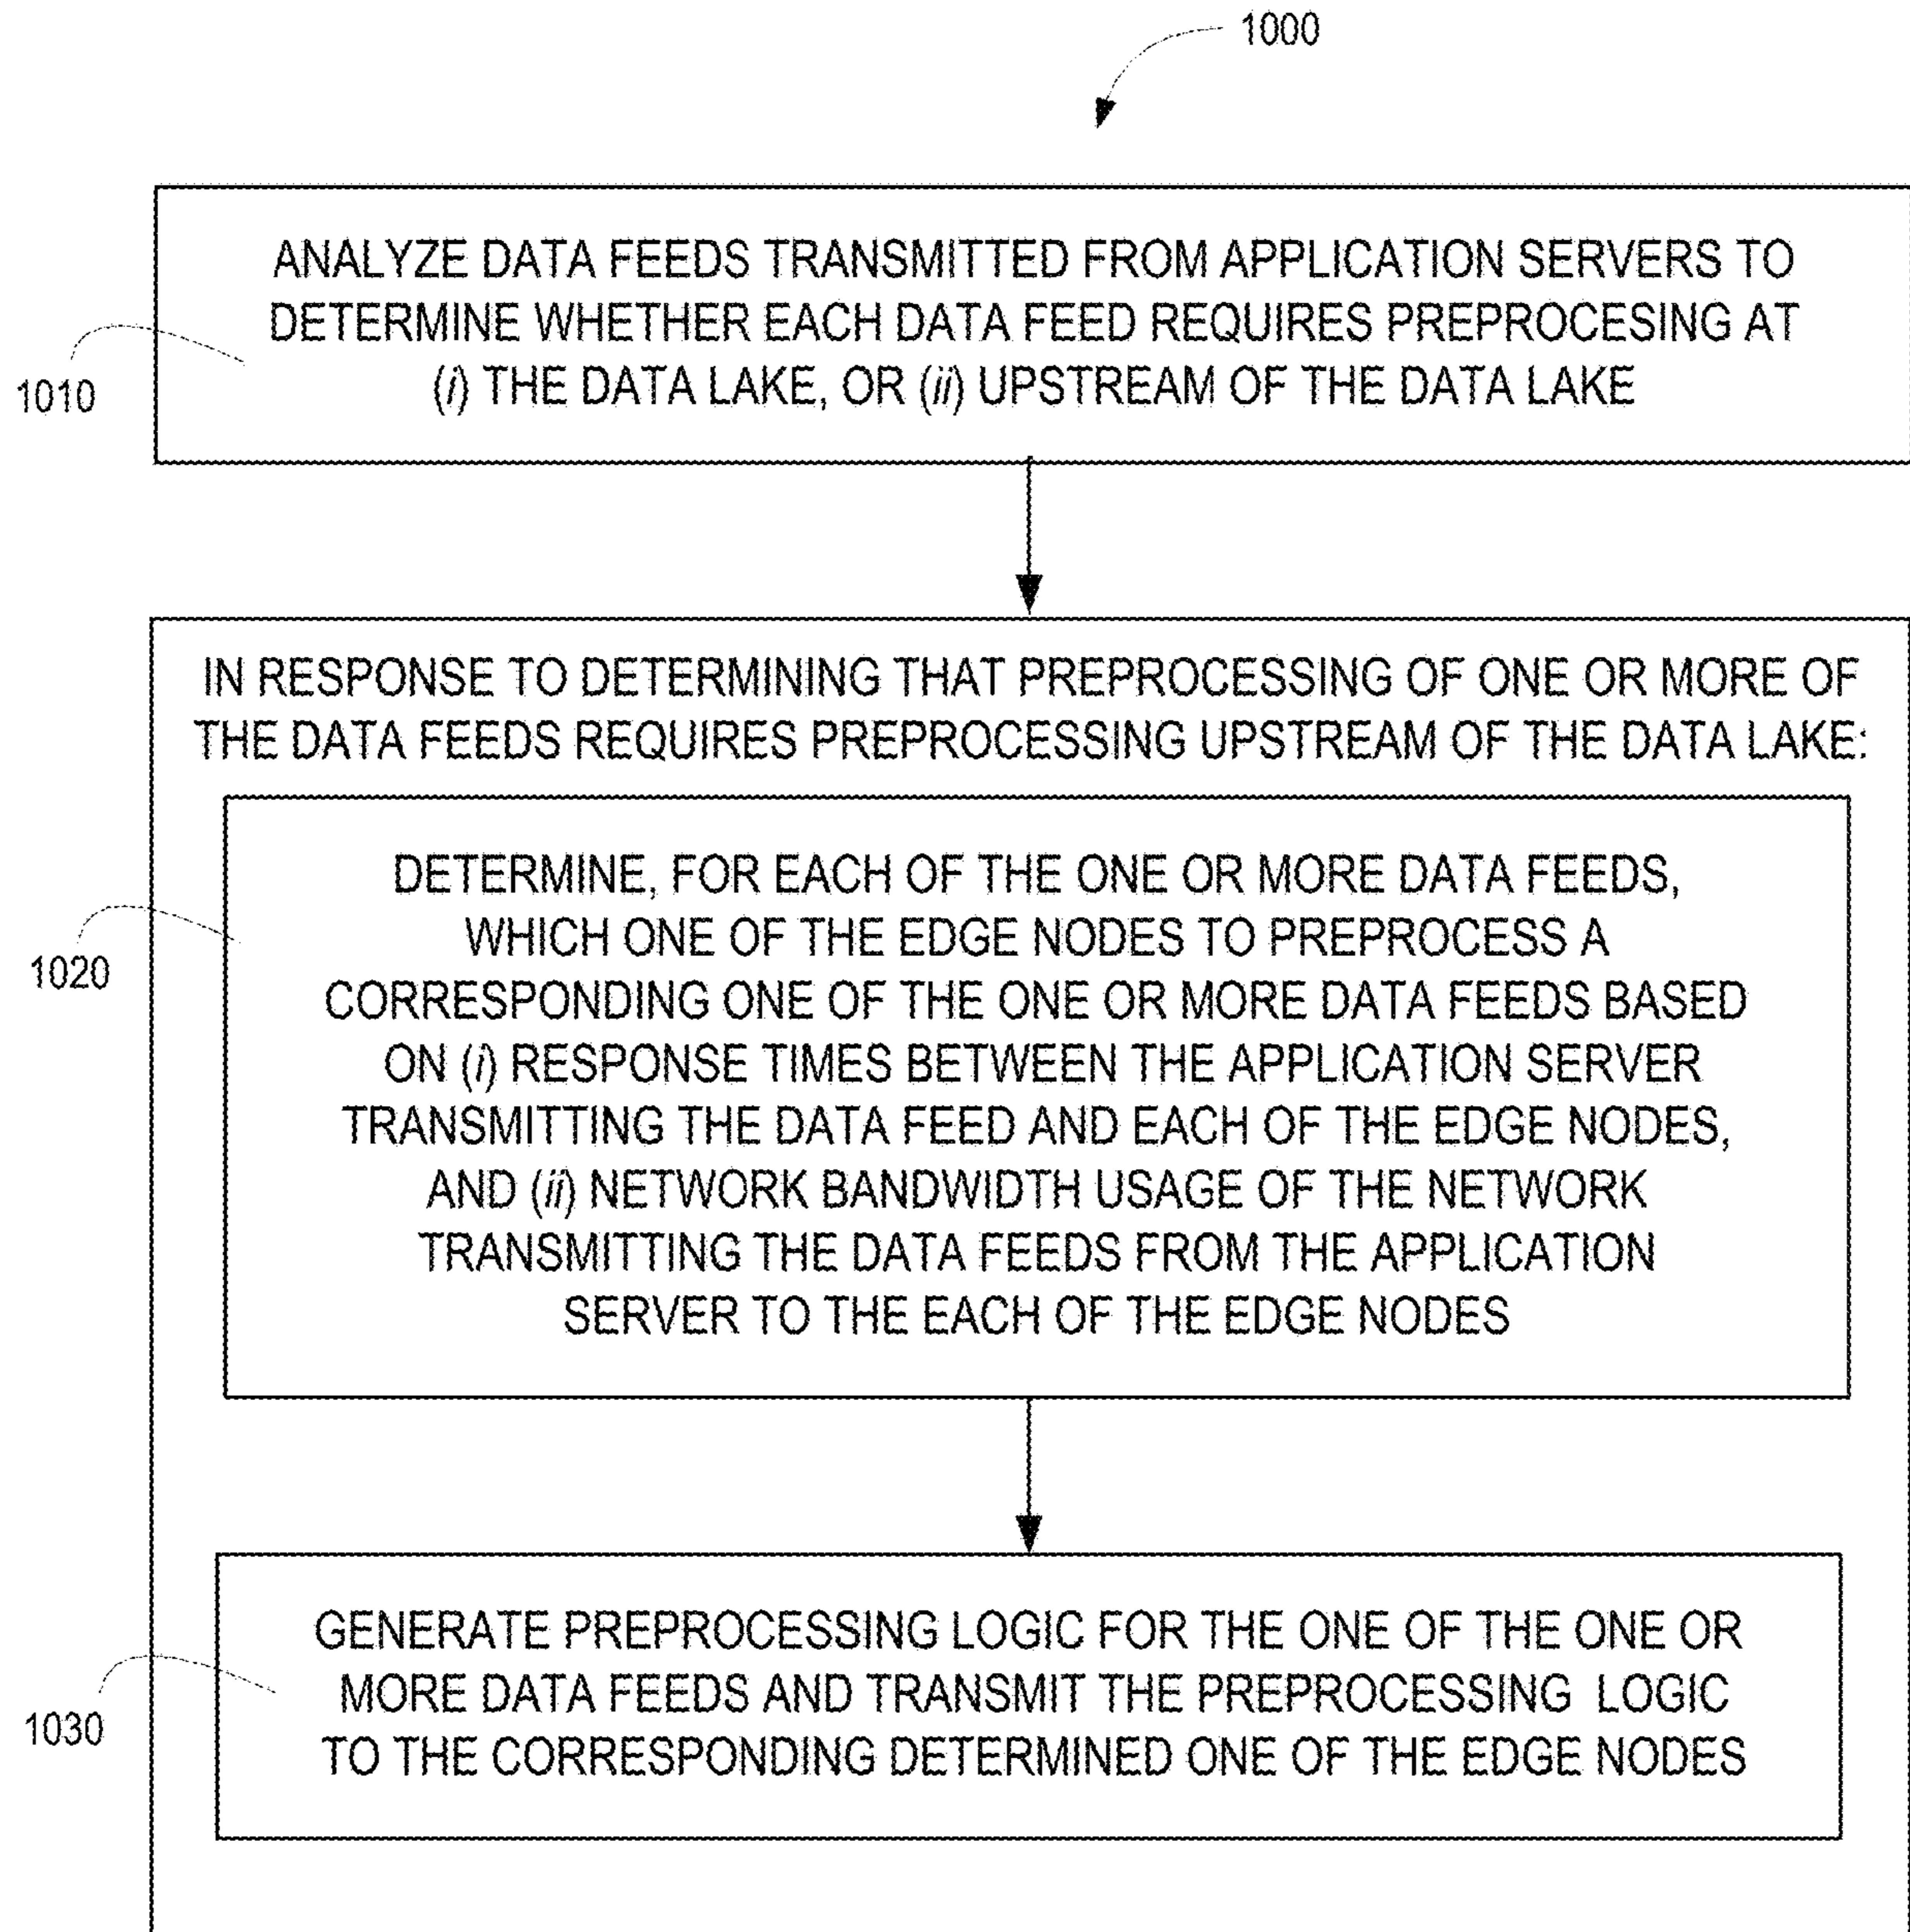 1000
ANALYZE DATA FEEDS TRANSMITTED FROM APPLICATION SERVERS TO
DETERMINE WHETHER EACH DATA FEED REQUIRES PREPROCESING AT
(i) THE DATA LAKE, OR (ii) UPSTREAM OF THE DATA LAKE
1010
IN RESPONSE TO DETERMINING THAT PREPROCESSING OF ONE OR MORE OF
THE DATA FEEDS REQUIRES PREPROCESSING UPSTREAM OF THE DATA LAKE:
DETERMINE, FOR EACH OF THE ONE OR MORE DATA FEEDS,
WHICH ONE OF THE EDGE NODES TO PREPROCESS A
CORRESPONDING ONE OF THE ONE OR MORE DATA FEEDS BASED
ON (i) RESPONSE TIMES BETWEEN THE APPLICATION SERVER
TRANSMITTING THE DATA FEED AND EACH OF THE EDGE NODES,
AND (ii) NETWORK BANDWIDTH USAGE OF THE NETWORK
TRANSMITTING THE DATA FEEDS FROM THE APPLICATION
SERVER TO THE EACH OF THE EDGE NODES
1020
GENERATE PREPROCESSING LOGIC FOR THE ONE OF THE ONE OR
MORE DATA FEEDS AND TRANSMIT THE PREPROCESSING LOGIC
TO THE CORRESPONDING DETERMINED ONE OF THE EDGE NODES
1030